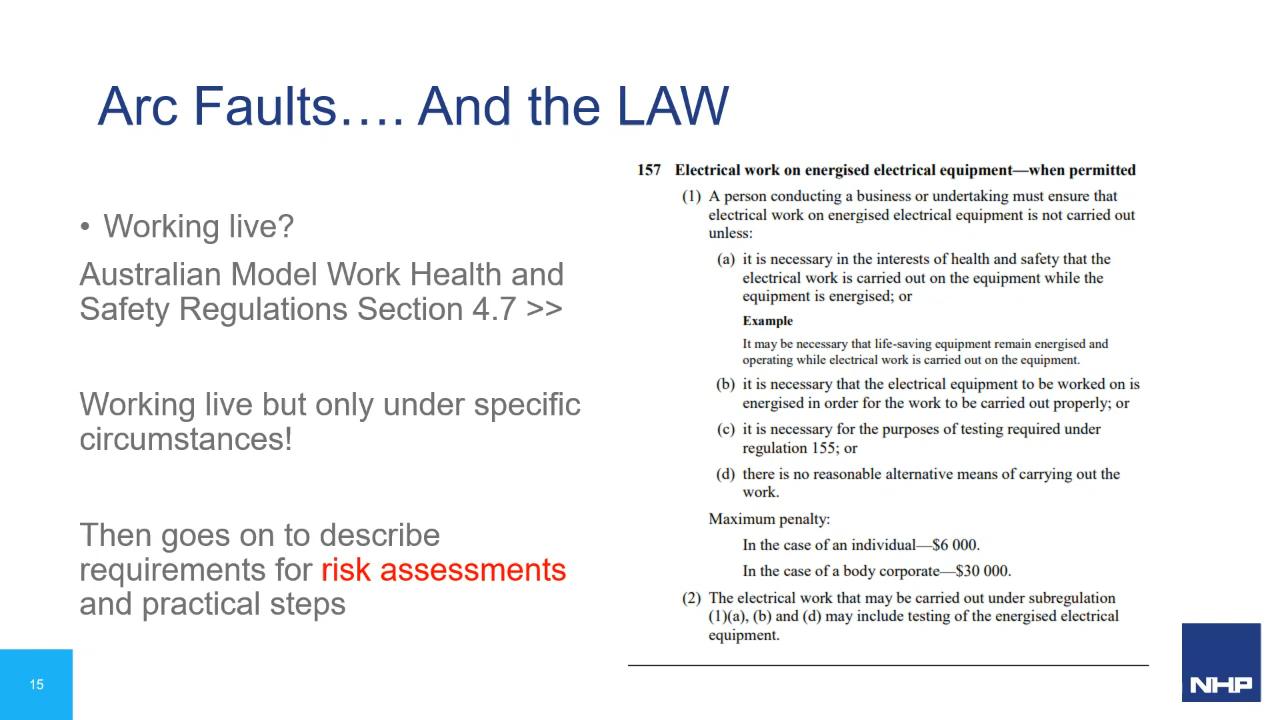 Arc Faults…. And the LAW
• Working live?
Australian Model Work Health and
Safety Regulations Section 4.7 >>
Working live but only under specific
circumstances!
Then goes on to describe
requirements for risk assessments
and practical steps
157 Electrical work on energised electrical equipment—when permitted
(1) A person conducting a business or undertaking must ensure that
electrical work on energised electrical equipment is not carried out
unless:
(a) it is necessary in the interests of health and safety that the
electrical work is carried out on the equipment while the
equipment is energised; or
Example
It may be necessary that life-saving equipment remain energised and
operating while electrical work is carried out on the equipment.
(b) it is necessary that the electrical equipment to be worked on is
energised in order for the work to be carried out properly; or
(c) it is necessary for the purposes of testing required under
regulation 155; or
(d) there is no reasonable alternative means of carrying out the
work.
Maximum penalty:
In the case of an individual—$6 000.
In the case of a body corporate—$30 000.
(2) The electrical work that may be carried out under subregulation
(1)(a), (b) and (d) may include testing of the energised electrical
equipment.
15
NHP